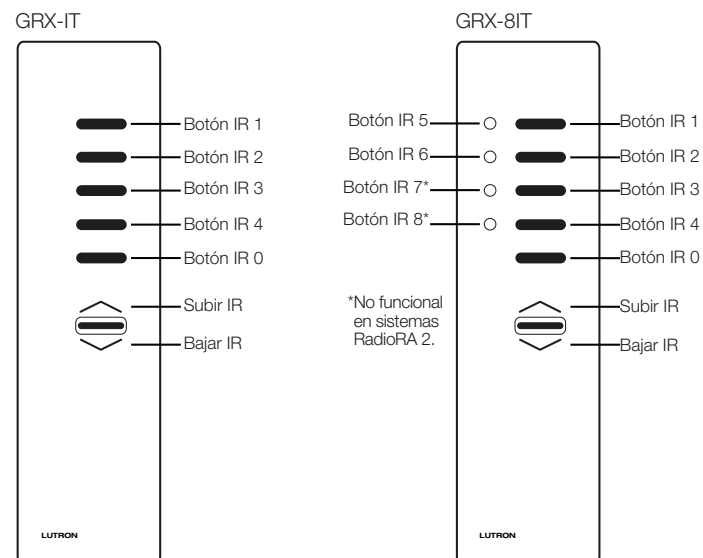 GRX-IT
Botón IR 1
Botón IR 2
Botón IR 3
Botón IR 4
Botón IR 0
Subir IR
Bajar IR
LUTRON
GRX-8IT
Botón IR 5
Botón IR 6
Botón IR 7*
Botón IR 8*
*No funcional
en sistemas
RadioRA 2.
Botón IR 1
Botón IR 2
Botón IR 3
Botón IR 4
Botón IR 0
Subir IR
Bajar IR
LUTRON